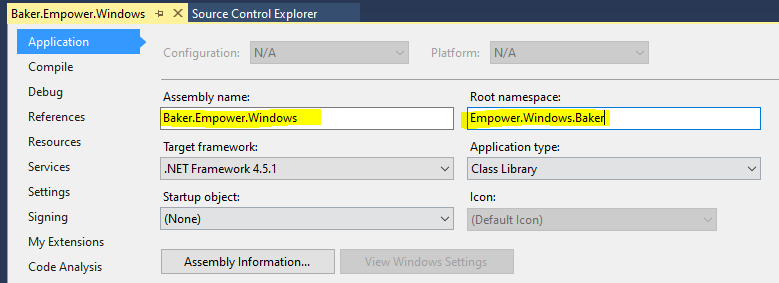 Baker.Empower.Windows Source Control Explorer
Application
Configuration: N/A Platform: N/A
Compile
Debug
Assembly name: Root namespace:
References
Baker.Empower.Windows Empower.Windows.Baker
Resources
Target framework: Application type:
Services
.NET Framework 4.5.1 Class Library
Settings
Startup object: Icon:
Signing
(None) (Default Icon)
My Extensions
Code Analysis
Assembly Information... View Windows Settings